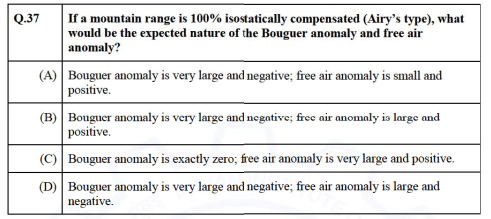 Q.37 If a mountain range is 100% isostatically compensated (Airy's type), what
would be the expected nature of the Bouguer anomaly and free air
anomaly?
(A) Bouguer anomaly is very large and negative; free air anomaly is small and
positive.
(B) Bouguer anomaly is very large and negative; free air anomaly is large and
positive.
(C) Bouguer anomaly is exactly zero; free air anomaly is very large and positive.
(D) Bouguer anomaly is very large and negative; free air anomaly is large and
negative.